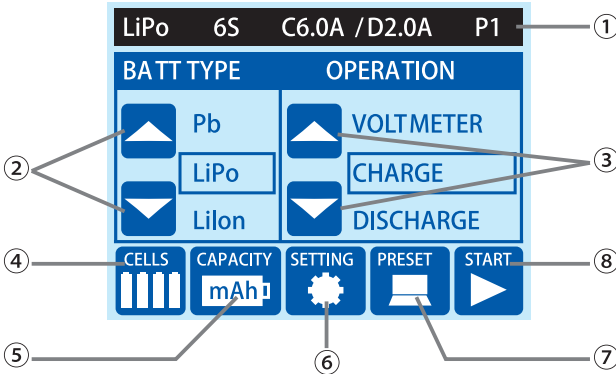 LiPo 6S C6.0A /D2.0A P1 ①
BATT TYPE OPERATION
Pb VOLTMETER
② LiPo CHARGE ③
LiIon DISCHARGE
④ CELLS CAPACITY SETTING PRESET START ⑧
mAh
⑤ ⑥ ⑦